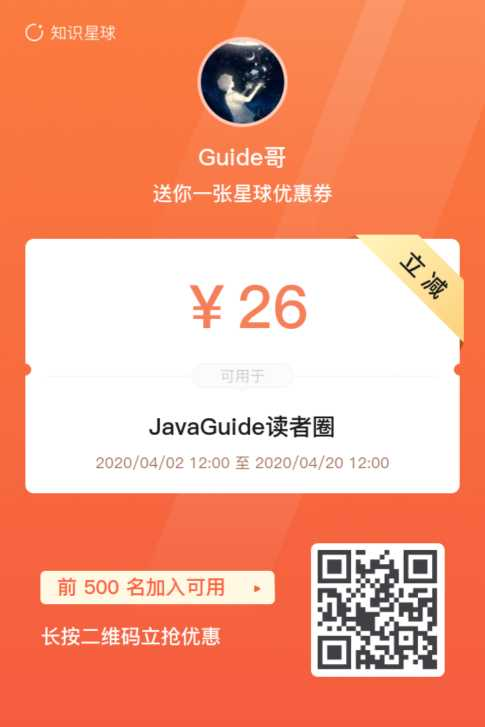 知识星球
Guide哥
送你一张星球优惠券
立减
¥ 26
可用于
JavaGuide读者圈
2020/04/02 12:00 至 2020/04/20 12:00
前 500 名加入可用
长按二维码立抢优惠